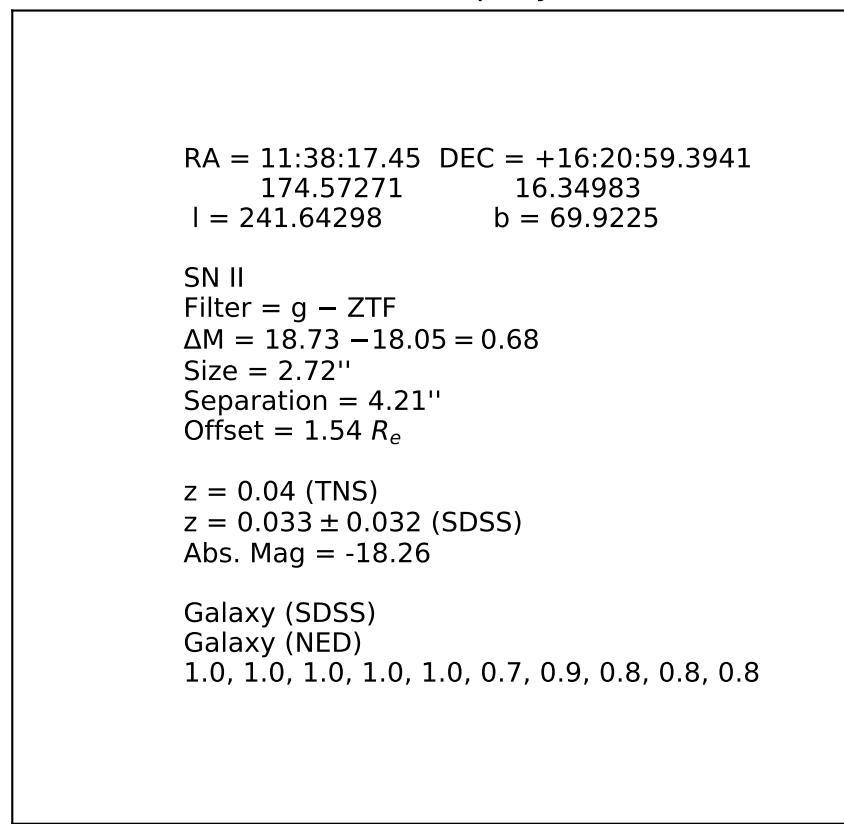 RA = 11:38:17.45 DEC = +16:20:59.3941
174.57271 16.34983
l = 241.64298 b = 69.9225
SN II
Filter = g − ZTF
ΔM = 18.73 −18.05 = 0.68
Size = 2.72''
Separation = 4.21''
Offset = 1.54 Rₑ
z = 0.04 (TNS)
z = 0.033 ± 0.032 (SDSS)
Abs. Mag = -18.26
Galaxy (SDSS)
Galaxy (NED)
1.0, 1.0, 1.0, 1.0, 1.0, 0.7, 0.9, 0.8, 0.8, 0.8